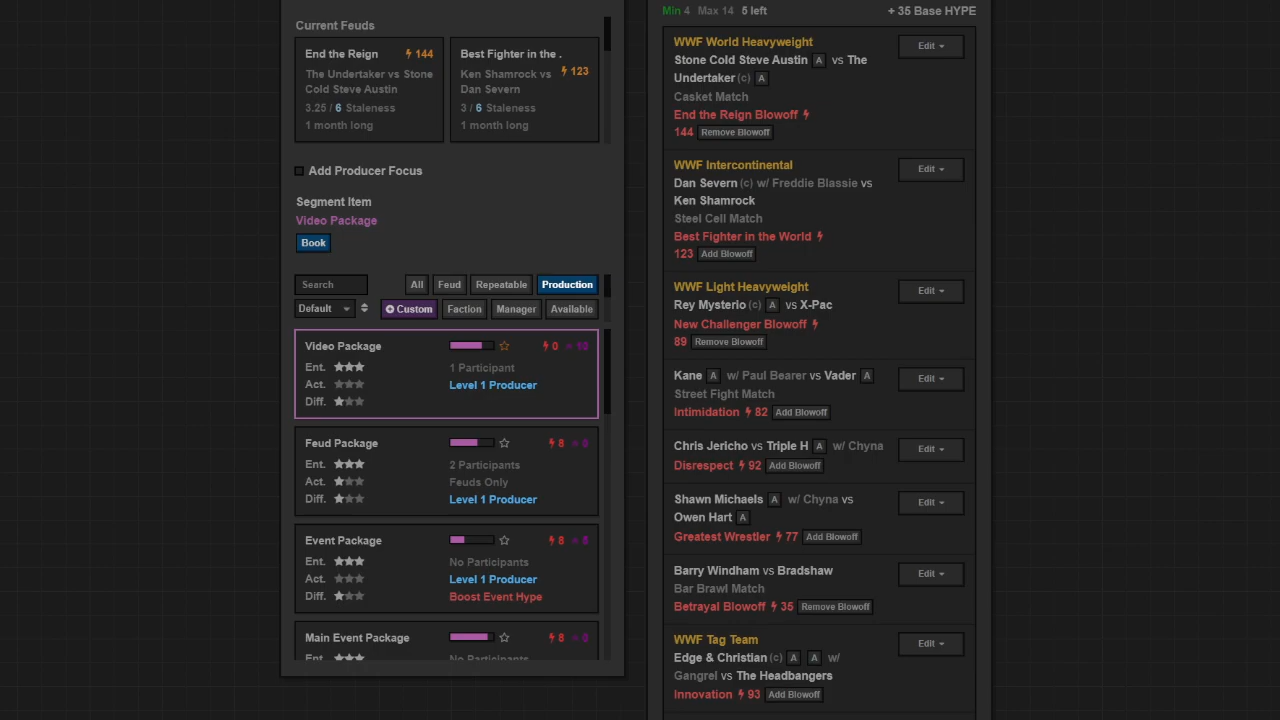 Current Feuds
End the Reign 144
The Undertaker vs Stone
Cold Steve Austin
3.25 / 6 Staleness
1 month long
Best Fighter in the .
Ken Shamrock vs 123
Dan Severn
3 / 6 Staleness
1 month long
Add Producer Focus
Segment Item
Video Package
Book
Search All Feud Repeatable Production
Default Custom Faction Manager Available
Video Package 0 10
Ent. 1 Participant
Act. Level 1 Producer
Diff.
Feud Package 8 0
Ent. 2 Participants
Act. Feuds Only
Diff. Level 1 Producer
Event Package 8
Ent. No Participants
Act. Level 1 Producer
Diff. Boost Event Hype
Main Event Package 8 0
Ent. No Participants
Min 4 Max 14 5 left + 35 Base HYPE
WWF World Heavyweight Edit
Stone Cold Steve Austin A vs The
Undertaker (c) A
Casket Match
End the Reign Blowoff
144 Remove Blowoff
WWF Intercontinental Edit
Dan Severn (c) w/ Freddie Blassie vs
Ken Shamrock
Steel Cell Match
Best Fighter in the World
123 Add Blowoff
WWF Light Heavyweight Edit
Rey Mysterio (c) A vs X-Pac
New Challenger Blowoff
89 Remove Blowoff
Kane A w/ Paul Bearer vs Vader A Edit
Street Fight Match
Intimidation 82 Add Blowoff
Chris Jericho vs Triple H A w/ Chyna Edit
Disrespect 92 Add Blowoff
Shawn Michaels A w/ Chyna vs Edit
Owen Hart A
Greatest Wrestler 77 Add Blowoff
Barry Windham vs Bradshaw Edit
Bar Brawl Match
Betrayal Blowoff 35 Remove Blowoff
WWF Tag Team Edit
Edge & Christian (c) A A w/
Gangrel vs The Headbangers
Innovation 93 Add Blowoff